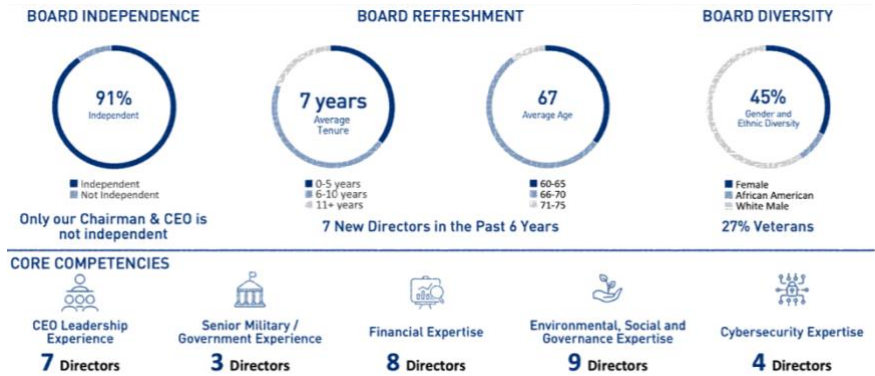 BOARD INDEPENDENCE
91%
Independent
Independent
Not Independent
Only our Chairman & CEO is
not independent
BOARD REFRESHMENT
7 years
Average
Tenure
0-5 years
6-10 years
11+ years
67
Average Age
60-65
66-70
71-75
7 New Directors in the Past 6 Years
BOARD DIVERSITY
45%
Gender and
Ethnic Diversity
Female
African American
White Male
27% Veterans
CORE COMPETENCIES
CEO Leadership
Experience
7 Directors
Senior Military /
Government Experience
3 Directors
Financial Expertise
8 Directors
Environmental, Social and
Governance Expertise
9 Directors
Cybersecurity Expertise
4 Directors